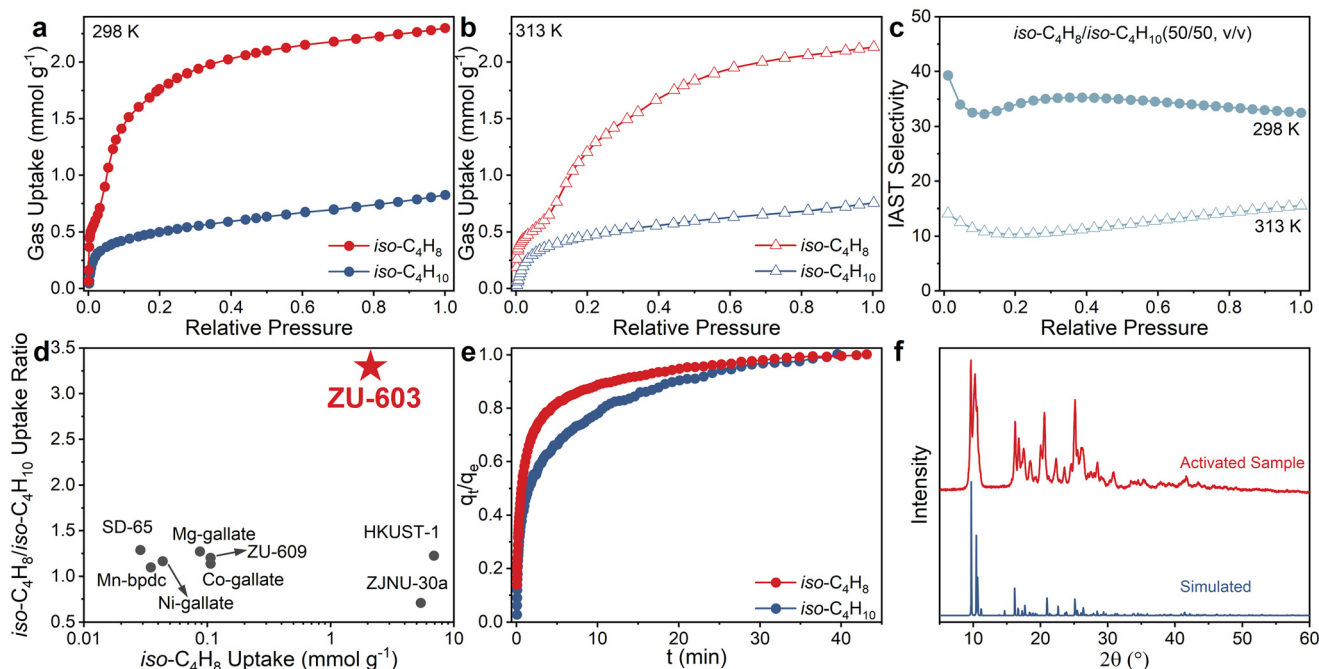 a
298 K
Gas Uptake (mmol g⁻¹)
2.0
1.5
1.0
0.5
0.0
iso-C₄H₈
iso-C₄H₁₀
0.0 0.2 0.4 0.6 0.8 1.0
Relative Pressure
b
313 K
Gas Uptake (mmol g⁻¹)
2.0
1.5
1.0
0.5
0.0
iso-C₄H₈
iso-C₄H₁₀
0.0 0.2 0.4 0.6 0.8 1.0
Relative Pressure
c
iso-C₄H₈/iso-C₄H₁₀(50/50, v/v)
IAST Selectivity
50
40
30
20
10
0
298 K
313 K
0.0 0.2 0.4 0.6 0.8 1.0
Relative Pressure
d
iso-C₄H₈/iso-C₄H₁₀ Uptake Ratio
3.5
3.0
2.5
2.0
1.5
1.0
0.5
ZU-603
SD-65
Mg-gallate
HKUST-1
ZU-609
Mn-bpdc
Co-gallate
ZJNU-30a
Ni-gallate
0.01 0.1 1 10
iso-C₄H₈ Uptake (mmol g⁻¹)
e
qₜ/qₑ
1.0
0.8
0.6
0.4
0.2
0.0
iso-C₄H₈
iso-C₄H₁₀
0 10 20 30 40
t (min)
f
Intensity
Activated Sample
Simulated
10 20 30 40 50 60
2θ (°)